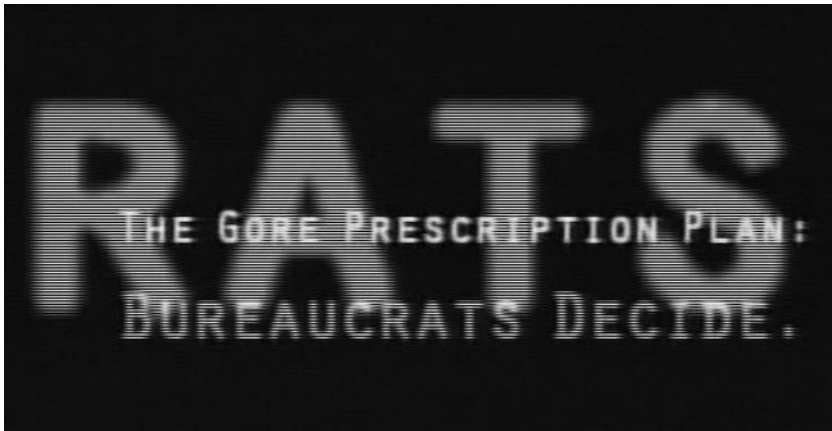 RATS
THE GORE PRESCRIPTION PLAN:
BUREAUCRATS DECIDE.